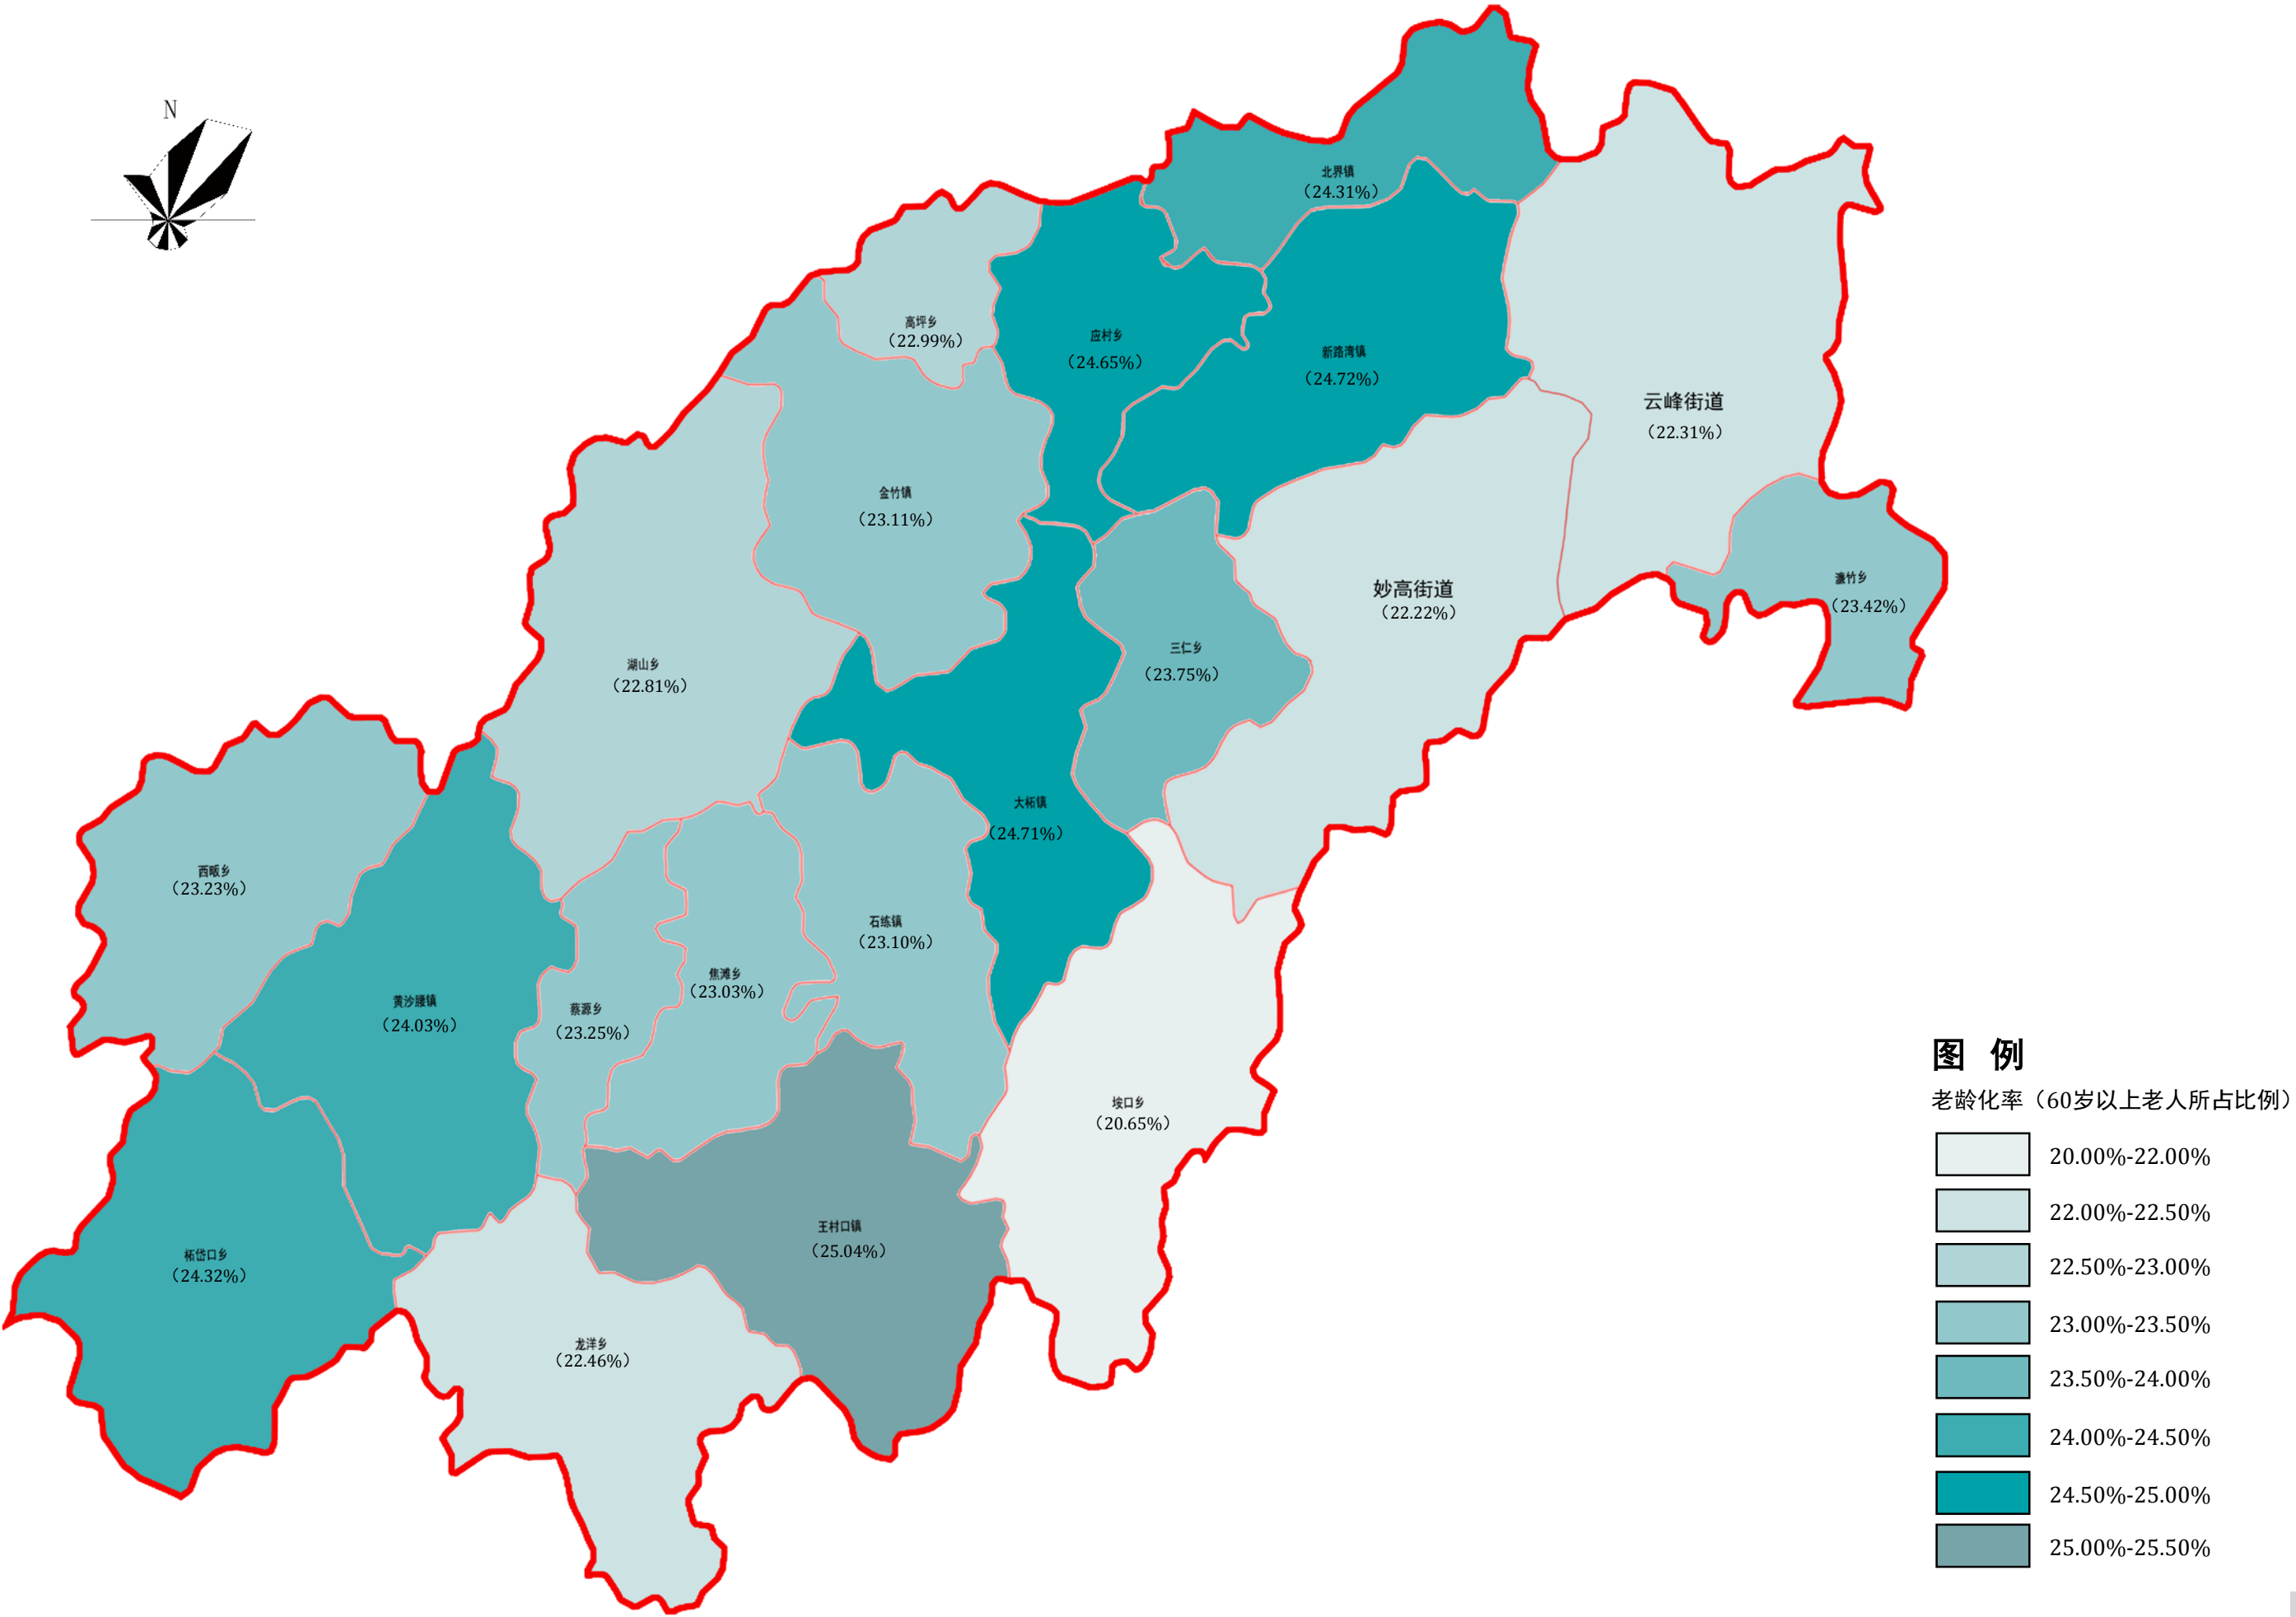 N
北界镇
（24.31%）
高坪乡
（22.99%）
应村乡
（24.65%）
新路湾镇
（24.72%）
云峰街道
（22.31%）
金竹镇
（23.11%）
妙高街道
（22.22%）
濂竹乡
（23.42%）
三仁乡
（23.75%）
湖山乡
（22.81%）
大柘镇
（24.71%）
西畈乡
（23.23%）
石练镇
（23.10%）
焦滩乡
（23.03%）
黄沙腰镇
（24.03%）
蔡源乡
（23.25%）
垵口乡
（20.65%）
王村口镇
（25.04%）
柘岱口乡
（24.32%）
龙洋乡
（22.46%）
图 例
老龄化率（60岁以上老人所占比例）
20.00%-22.00%
22.00%-22.50%
22.50%-23.00%
23.00%-23.50%
23.50%-24.00%
24.00%-24.50%
24.50%-25.00%
25.00%-25.50%